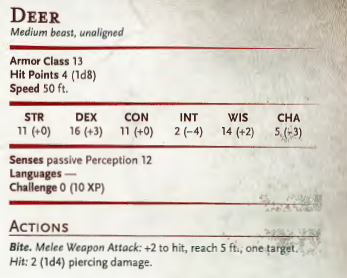 DEER
Medium beast, unaligned
Armor Class 13
Hit Points 4 (1d8)
Speed 50 ft.
STR DEX CON INT WIS CHA
11 (+0) 16 (+3) 11 (+0) 2 (−4) 14 (+2) 5 (−3)
Senses passive Perception 12
Languages —
Challenge 0 (10 XP)
ACTIONS
Bite. Melee Weapon Attack: +2 to hit, reach 5 ft., one target.
Hit: 2 (1d4) piercing damage.